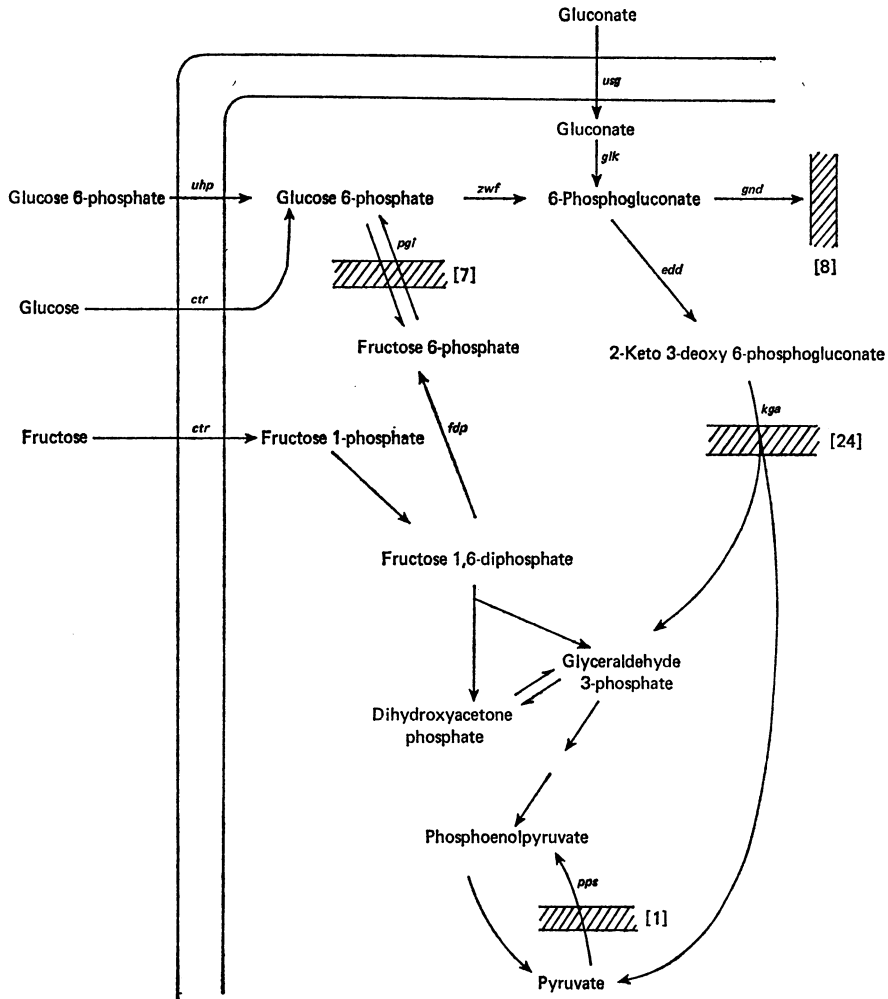 Gluconate
usg
Gluconate
glk
Glucose 6-phosphate
uhp
Glucose 6-phosphate
zwf
6-Phosphogluconate
gnd
[8]
pgi
[7]
edd
Glucose
ctr
Fructose 6-phosphate
2-Keto 3-deoxy 6-phosphogluconate
kga
[24]
Fructose
ctr
Fructose 1-phosphate
fdp
Fructose 1,6-diphosphate
Glyceraldehyde
3-phosphate
Dihydroxyacetone
phosphate
Phosphoenolpyruvate
pps
[1]
Pyruvate